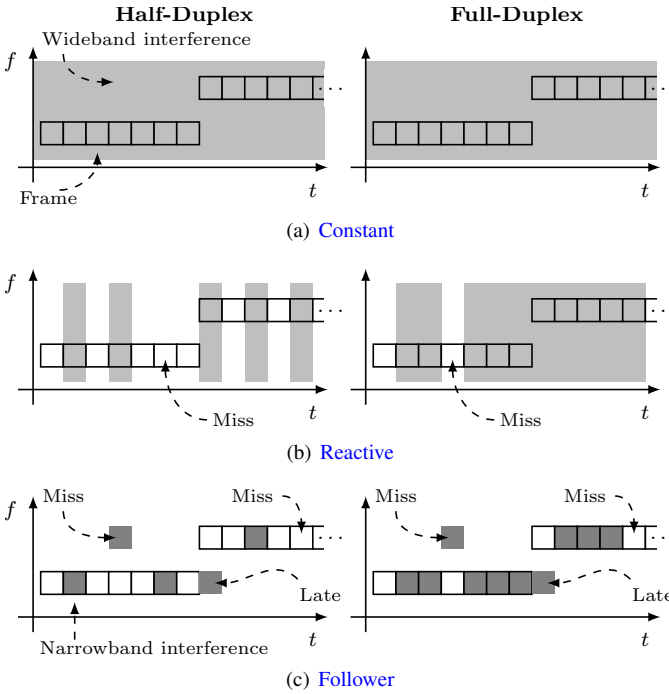 Half-Duplex Full-Duplex
Wideband interference
f
···
···
Frame
t
t
(a) Constant
f
···
···
Miss
Miss
t
t
(b) Reactive
Miss
Miss
Miss
Miss
f
···
···
Late
Late
t
t
Narrowband interference
(c) Follower